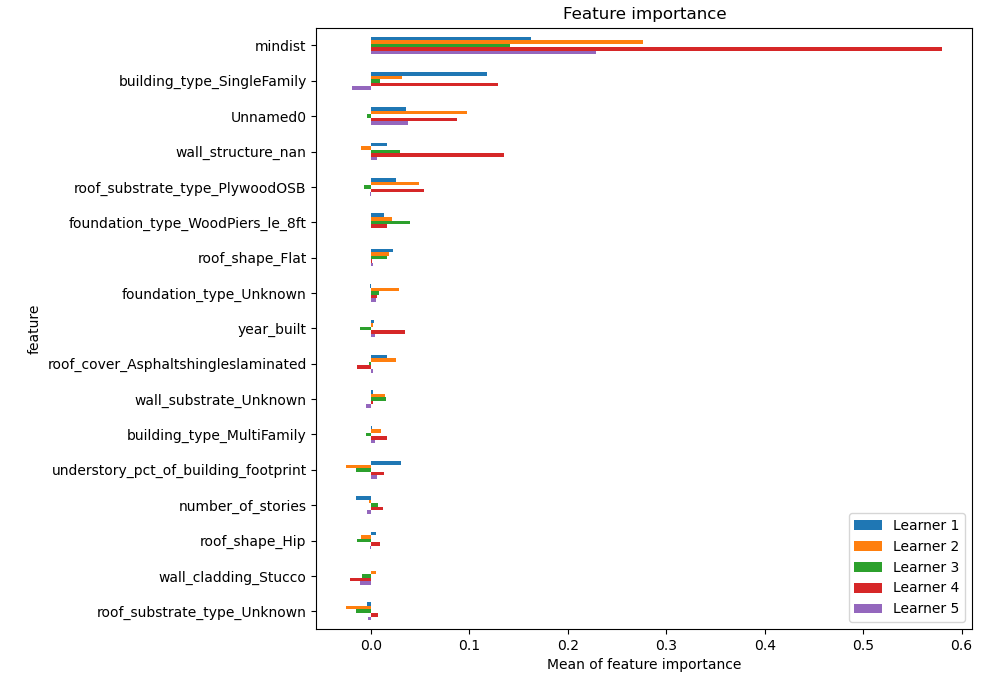 Feature importance
feature
mindist
building_type_SingleFamily
Unnamed0
wall_structure_nan
roof_substrate_type_PlywoodOSB
foundation_type_WoodPiers_le_8ft
roof_shape_Flat
foundation_type_Unknown
year_built
roof_cover_Asphaltshingleslaminated
wall_substrate_Unknown
building_type_MultiFamily
understory_pct_of_building_footprint
number_of_stories
roof_shape_Hip
wall_cladding_Stucco
roof_substrate_type_Unknown
Learner 1
Learner 2
Learner 3
Learner 4
Learner 5
0.0 0.1 0.2 0.3 0.4 0.5 0.6
Mean of feature importance